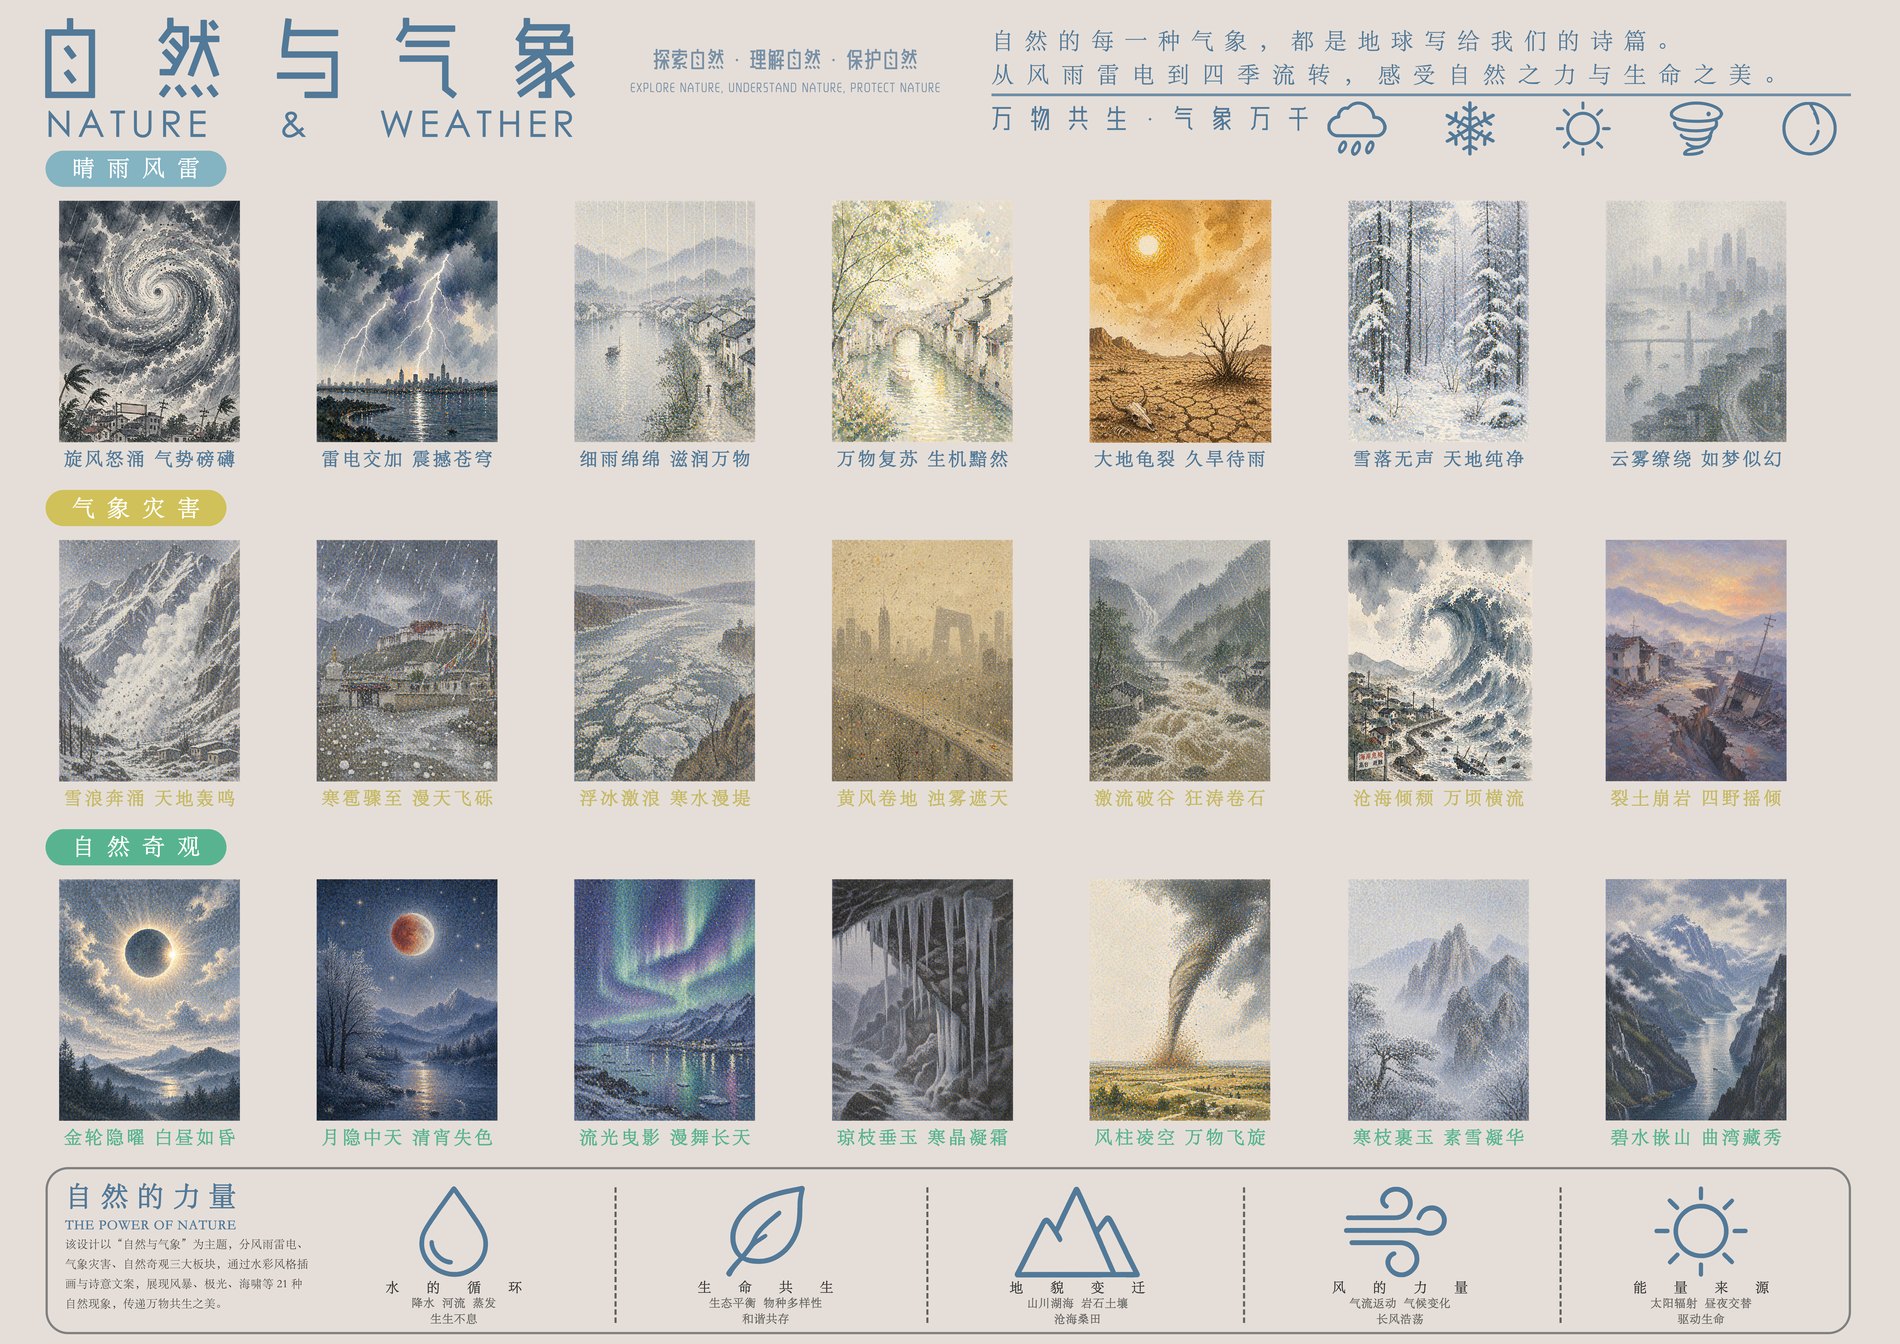 自然与气象
NATURE & WEATHER
探索自然 · 理解自然 · 保护自然
EXPLORE NATURE, UNDERSTAND NATURE, PROTECT NATURE
自然的每一种气象，都是地球写给我们的诗篇。
从风雨雷电到四季流转，感受自然之力与生命之美。
万物共生 · 气象万千
晴雨风雷
旋风怒涌 气势磅礴
雷电交加 震撼苍穹
细雨绵绵 滋润万物
万物复苏 生机黯然
大地龟裂 久旱待雨
雪落无声 天地纯净
云雾缭绕 如梦似幻
气象灾害
雪浪奔涌 天地轰鸣
寒雹骤至 漫天飞砾
浮冰激浪 寒水漫堤
黄风卷地 浊雾遮天
激流破谷 狂涛卷石
沧海倾颓 万顷横流
裂土崩岩 四野摇倾
自然奇观
金轮隐曜 白昼如昏
月隐中天 清宵失色
流光曳影 漫舞长天
琼枝垂玉 寒晶凝霜
风柱凌空 万物飞旋
寒枝裹玉 素雪凝华
碧水嵌山 曲湾藏秀
自然的力量
THE POWER OF NATURE
该设计以“自然与气象”为主题，分风雨雷电、
气象灾害、自然奇观三大板块，通过水彩风格插
画与诗意文案，展现风暴、极光、海啸等 21 种
自然现象，传递万物共生之美。
水的循环
降水 河流 蒸发
生生不息
生命共生
生态平衡 物种多样性
和谐共存
地貌变迁
山川湖海 岩石土壤
沧海桑田
风的力量
气流返动 气候变化
长风浩荡
能量来源
太阳辐射 昼夜交替
驱动生命